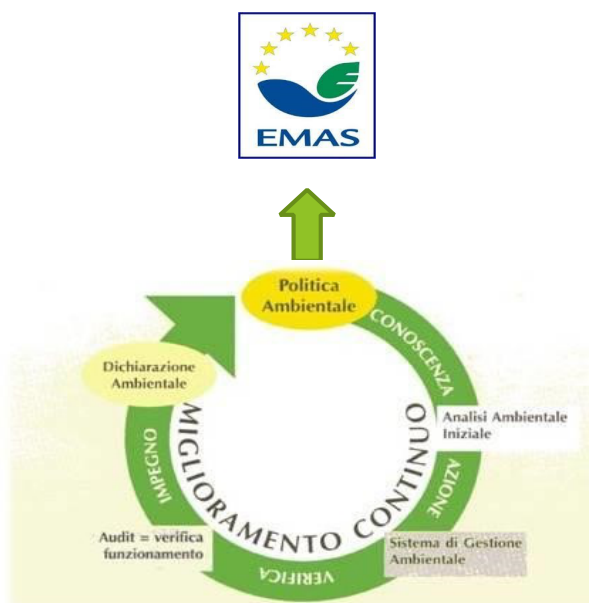 EMAS
Politica
Ambientale
CONOSCENZA
Analisi Ambientale
Iniziale
AZIONE
Sistema di Gestione
Ambientale
VERIFICA
Audit = verifica
funzionamento
IMPEGNO
Dichiarazione
Ambientale
MIGLIORAMENTO CONTINUO